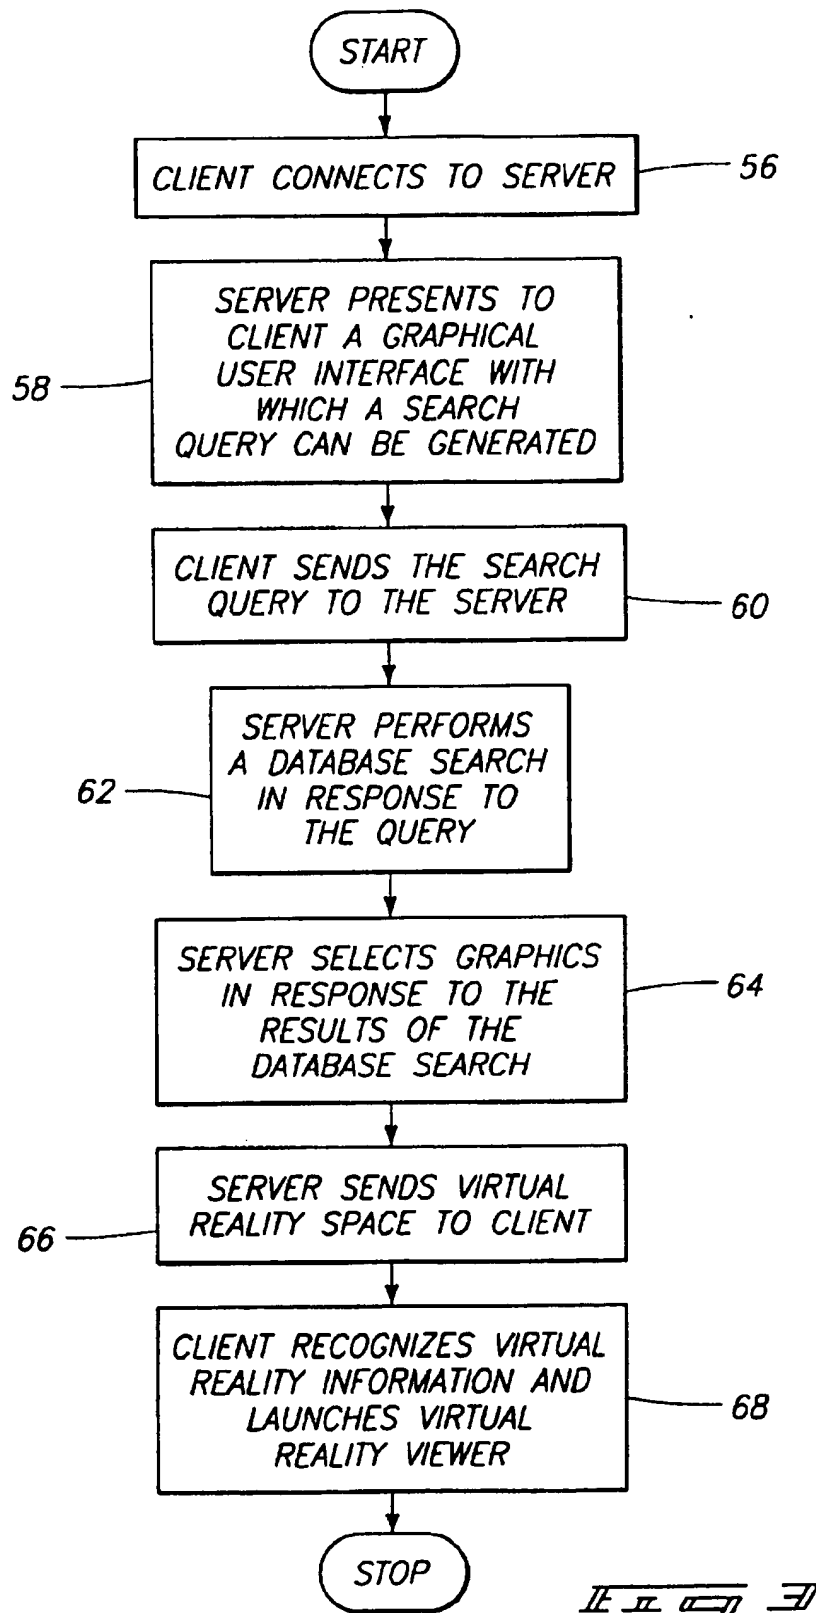 START
CLIENT CONNECTS TO SERVER
56
SERVER PRESENTS TO
CLIENT A GRAPHICAL
USER INTERFACE WITH
WHICH A SEARCH
QUERY CAN BE GENERATED
58
CLIENT SENDS THE SEARCH
QUERY TO THE SERVER
60
SERVER PERFORMS
A DATABASE SEARCH
IN RESPONSE TO
THE QUERY
62
SERVER SELECTS GRAPHICS
IN RESPONSE TO THE
RESULTS OF THE
DATABASE SEARCH
64
SERVER SENDS VIRTUAL
REALITY SPACE TO CLIENT
66
CLIENT RECOGNIZES VIRTUAL
REALITY INFORMATION AND
LAUNCHES VIRTUAL
REALITY VIEWER
68
STOP
FIG 3